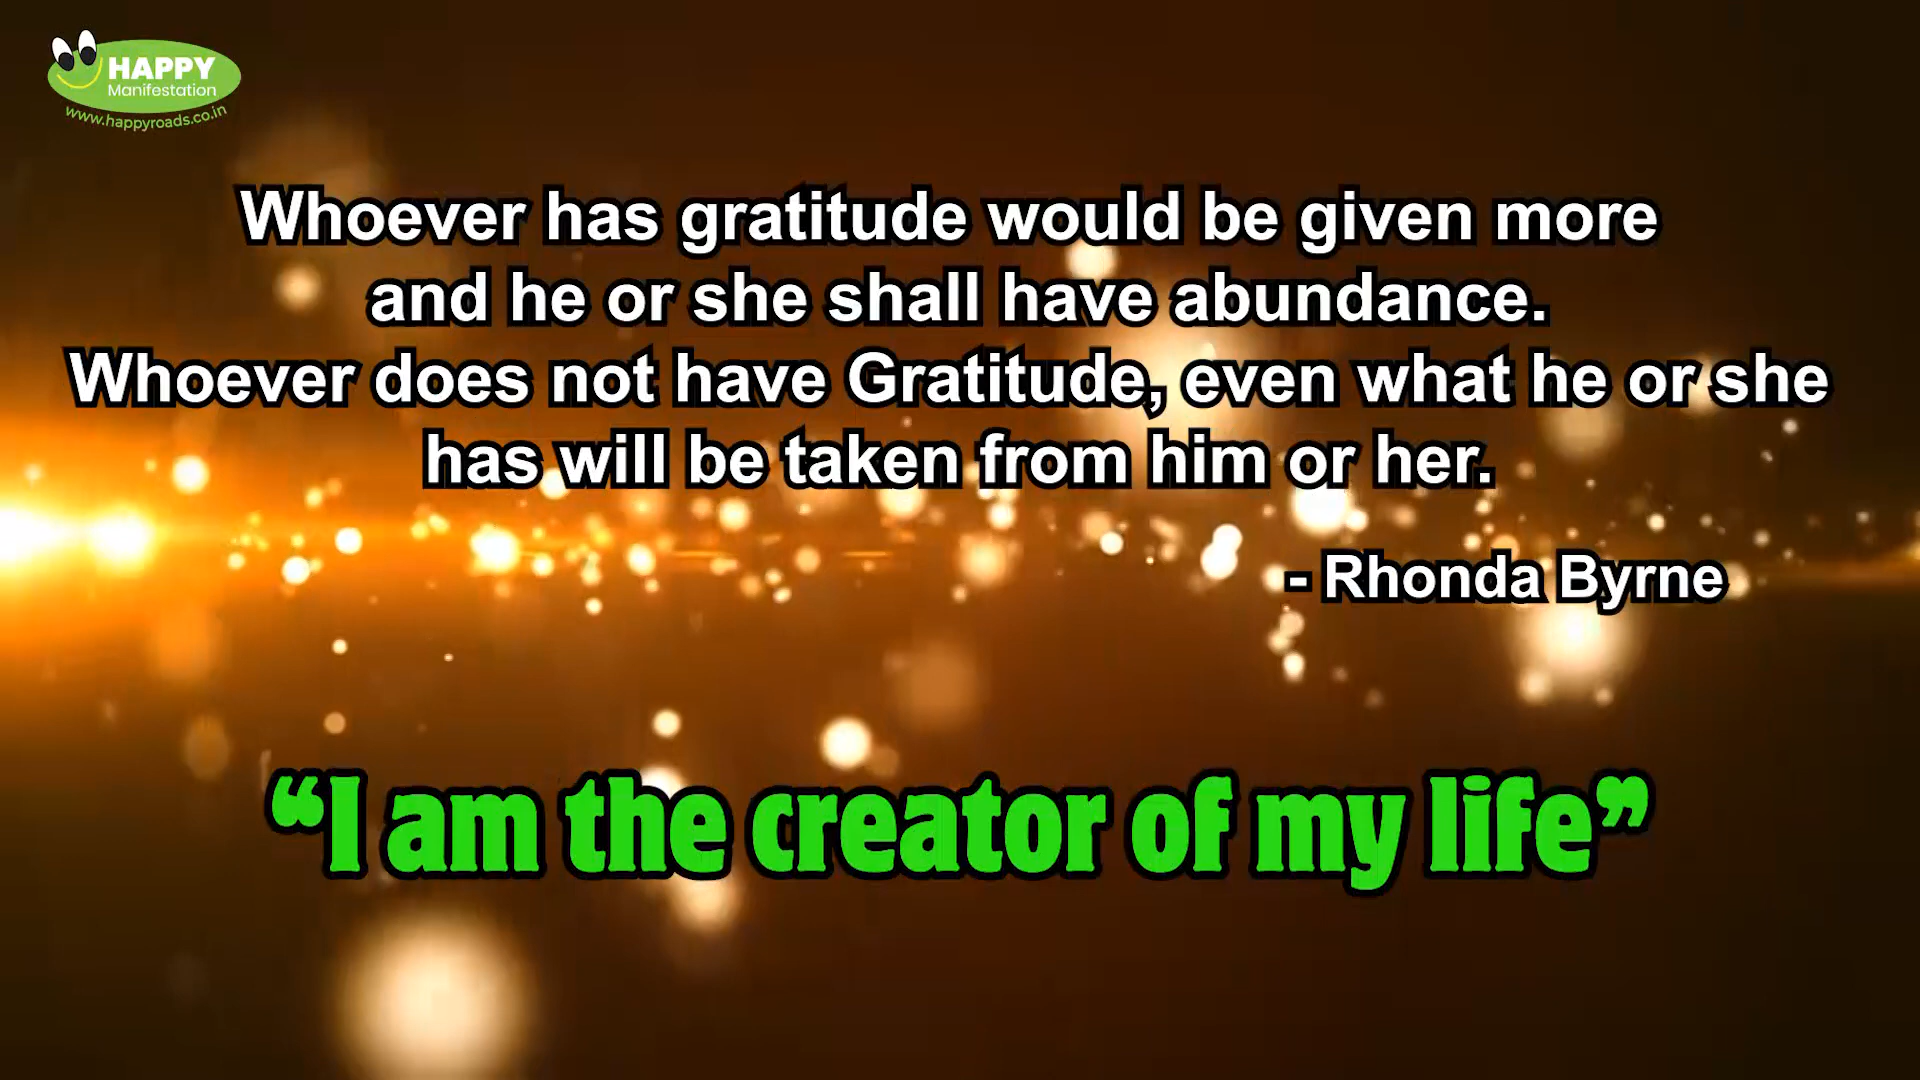 HAPPY
Manifestation
www.happyroads.co.in
Whoever has gratitude would be given more
and he or she shall have abundance.
Whoever does not have Gratitude, even what he or she
has will be taken from him or her.
- Rhonda Byrne
“I am the creator of my life”